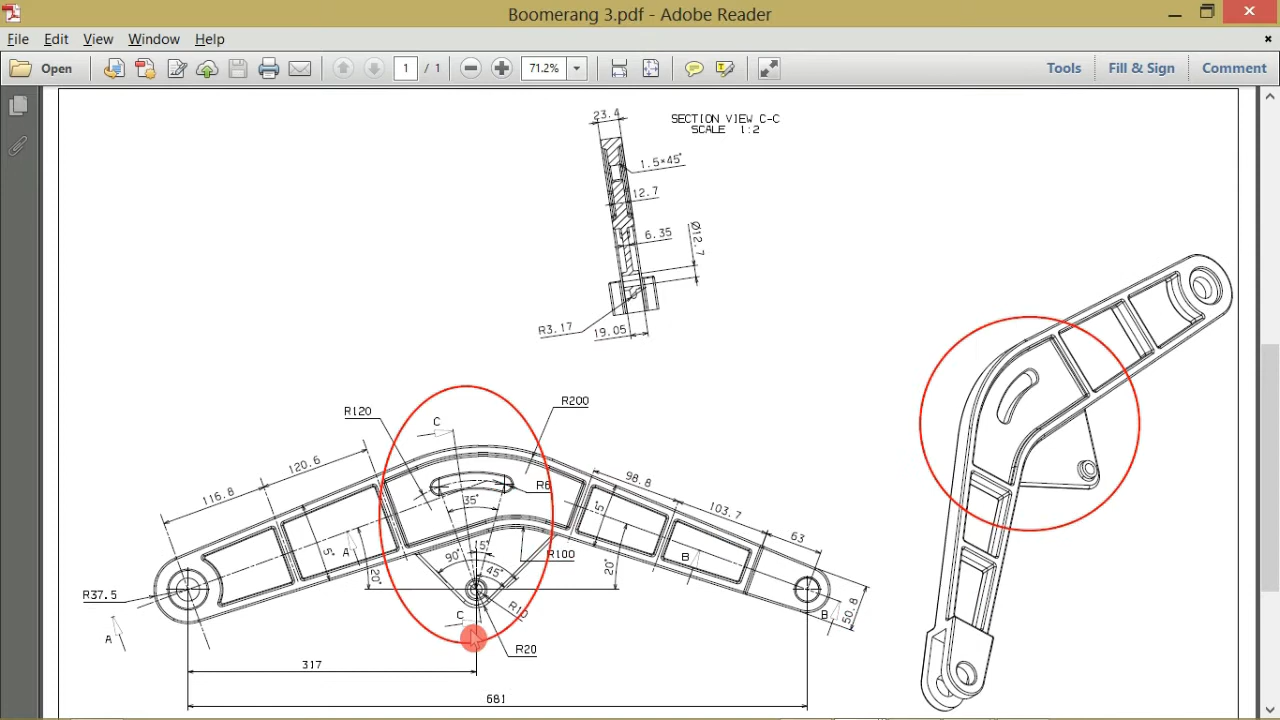 Boomerang 3.pdf - Adobe Reader
File Edit View Window Help
Open
1 / 1
71.2%
Tools
Fill & Sign
Comment
23.4
SECTION VIEW C-C
SCALE 1:2
1.5×45°
12.7
6.35
Ø12.7
R3.17
19.05
R120
R200
C
120.6
116.8
98.8
103.7
63
R6
35°
5°
5°
15°
90°
45°
R100
A
B
20°
20°
R37.5
R10
C
B
50.8
A
R20
317
681